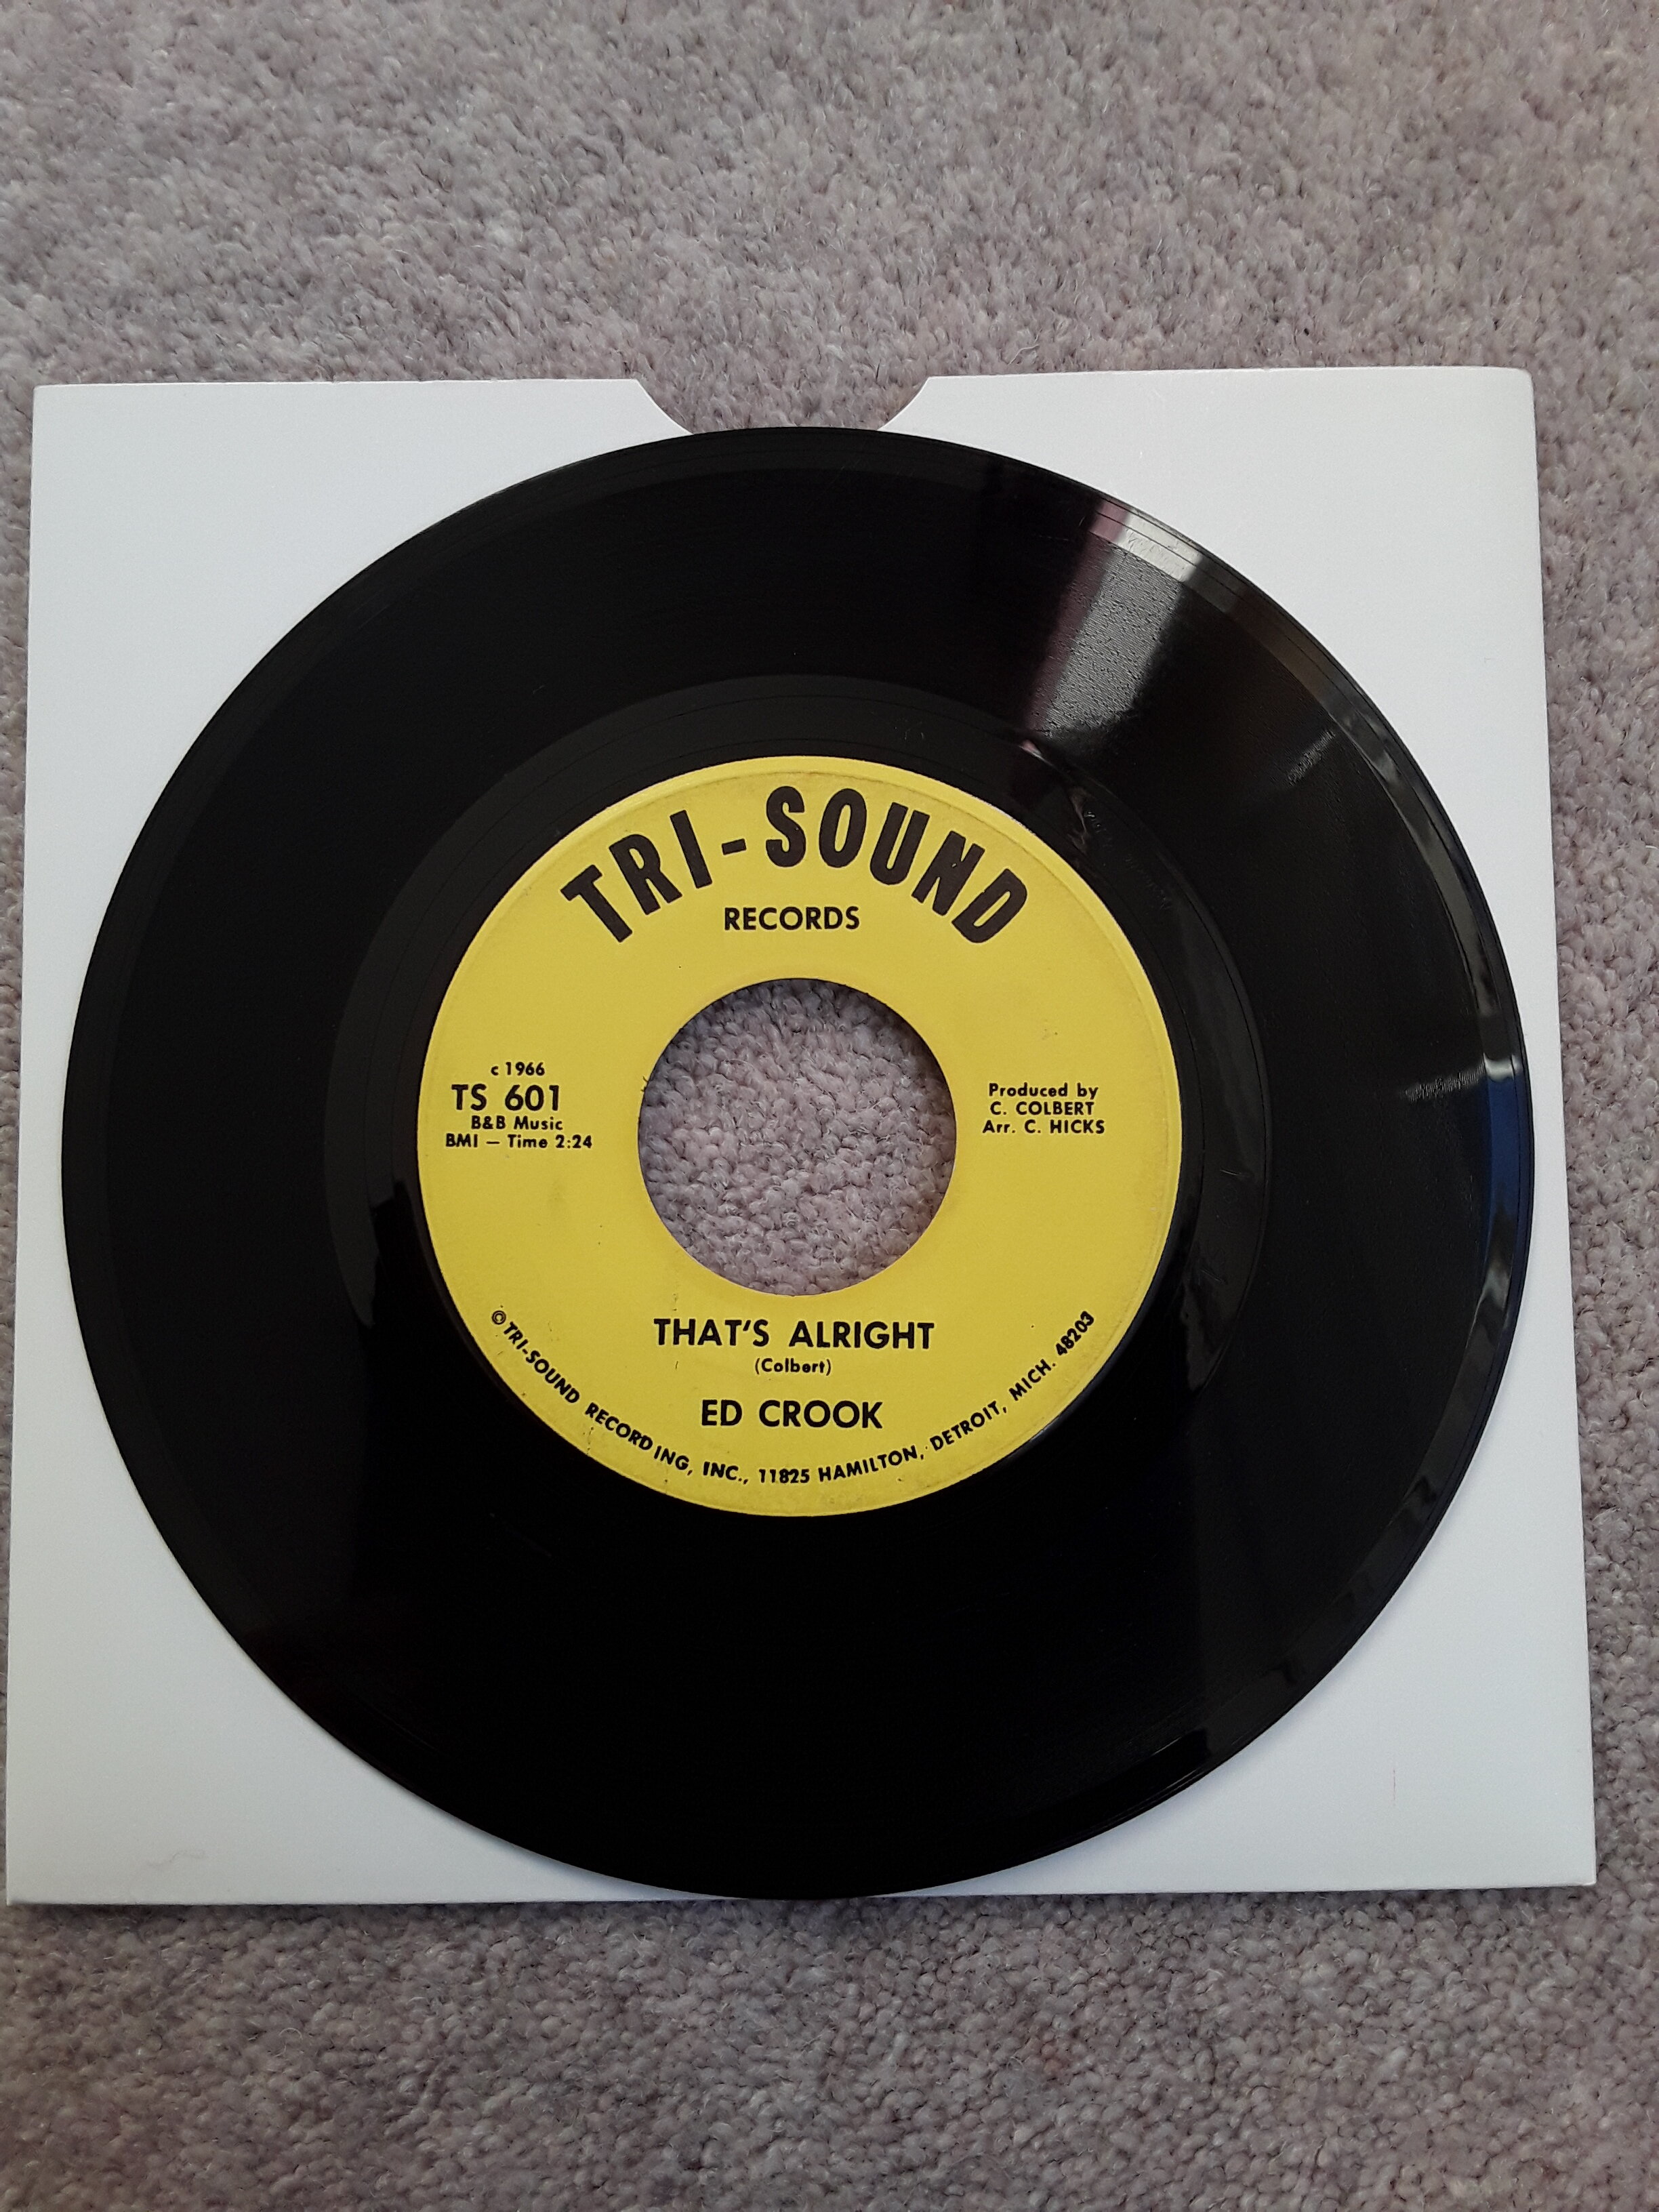 TRI-SOUND
RECORDS
c 1966
TS 601
B&B Music
BMI — Time 2:24
Produced by
C. COLBERT
Arr. C. HICKS
THAT'S ALRIGHT
(Colbert)
ED CROOK
© TRI-SOUND RECORDING, INC., 11825 HAMILTON, DETROIT, MICH. 48203